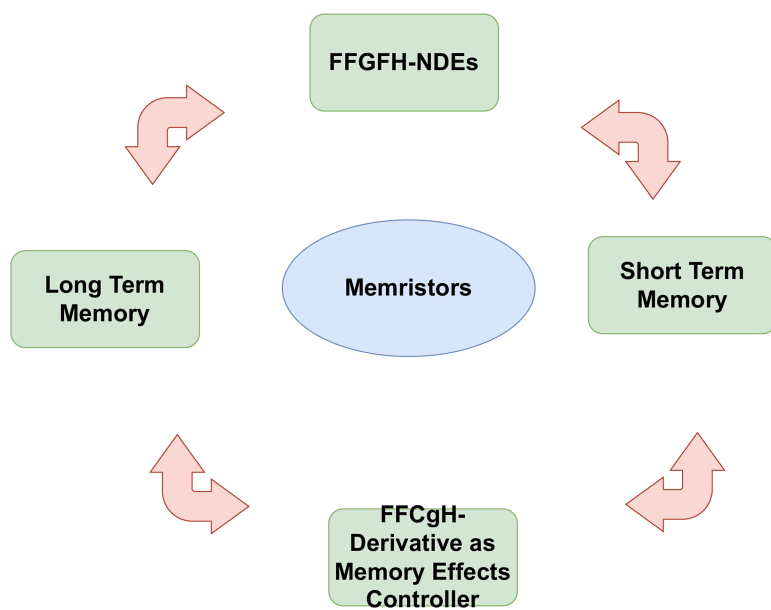 FFGFH-NDEs
Long Term
Memory
Memristors
Short Term
Memory
FFCgH-
Derivative as
Memory Effects
Controller